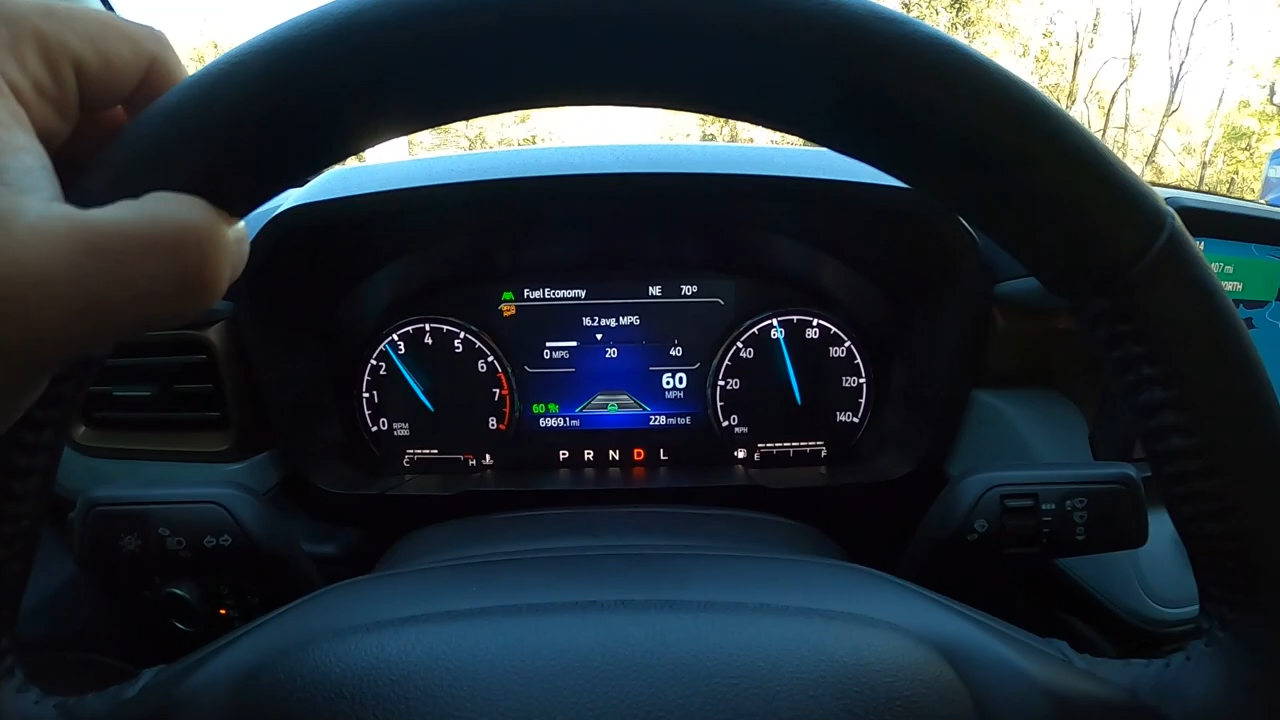 Fuel Economy NE 70°
16.2 avg. MPG
0 MPG 20 40
60
MPH
60
6969.1 mi 228 mi to E
P R N D L
0 1 2 3 4 5 6 7 8
RPM
x1000
C H
0 20 40 60 80 100 120 140
MPH
E F
407 mi
NORTH